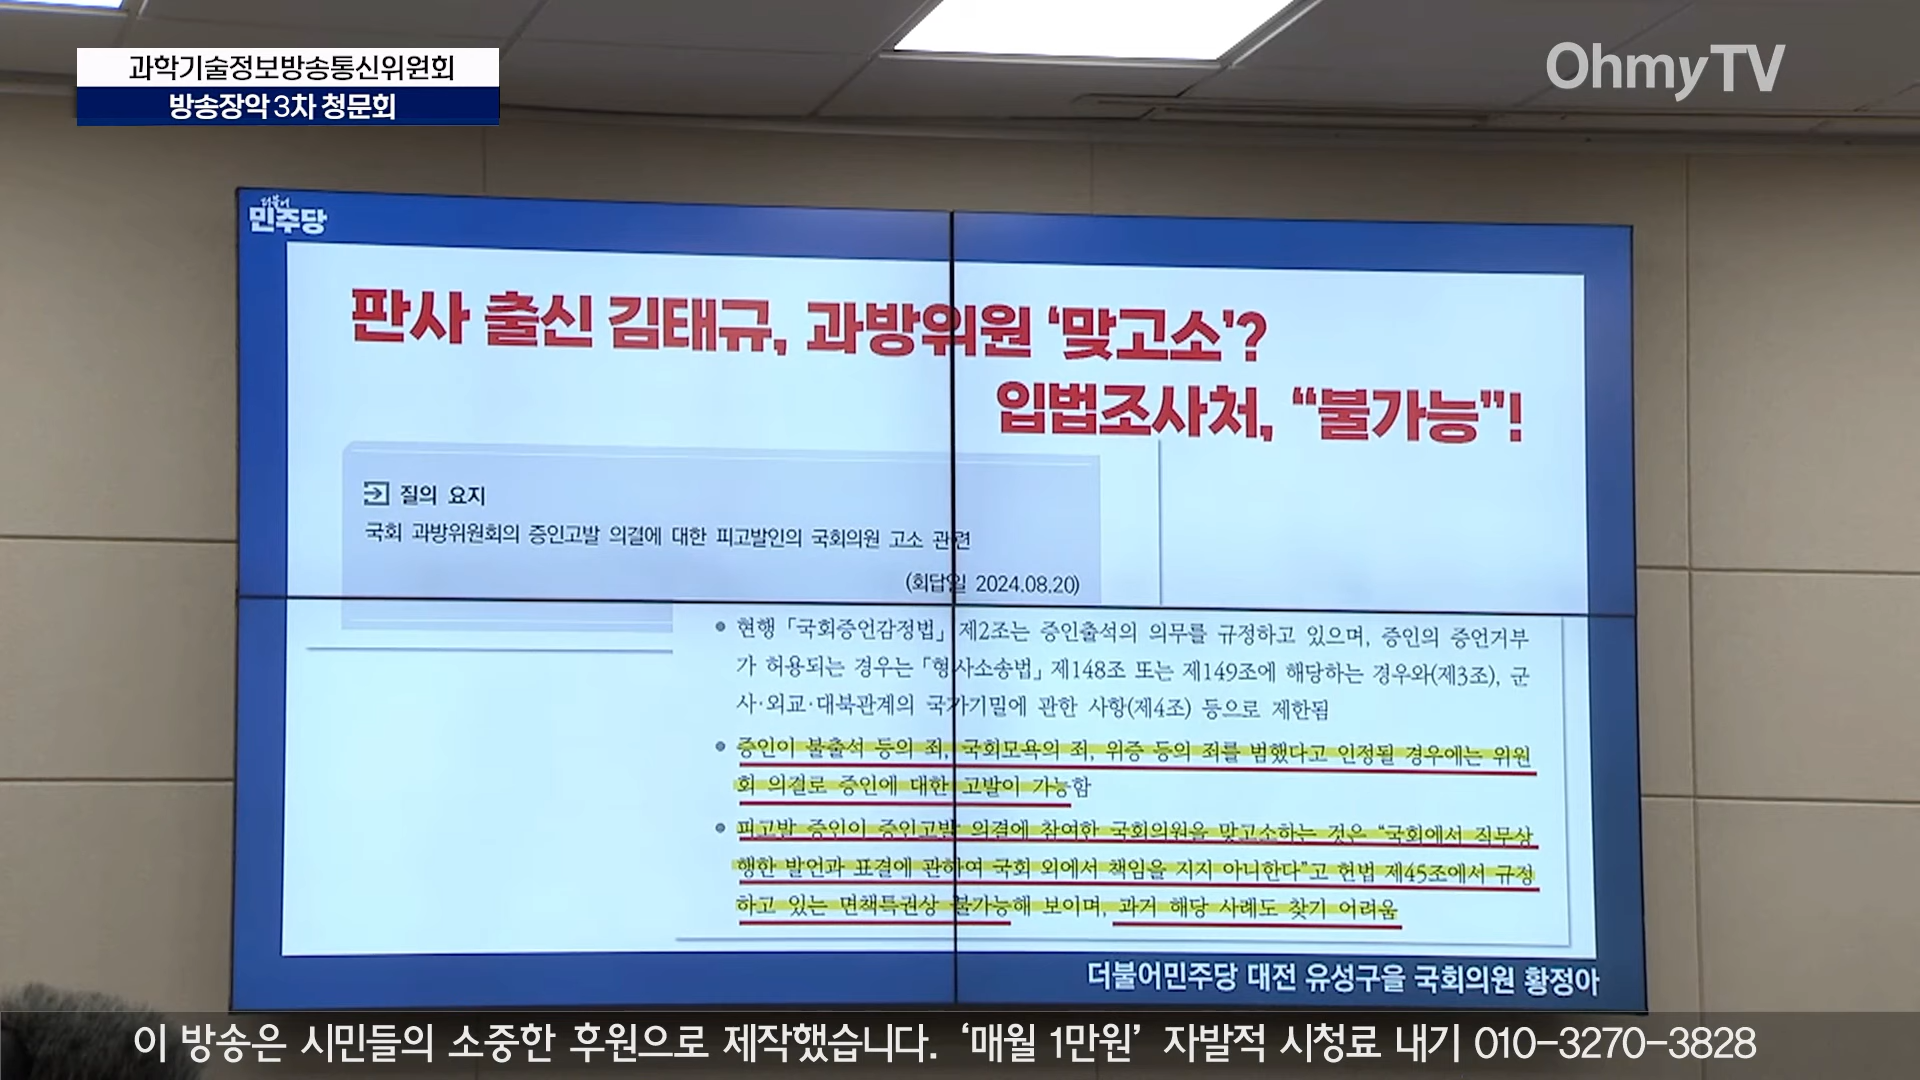 과학기술정보방송통신위원회
방송장악 3차 청문회
OhmyTV
더불어
민주당
판사 출신 김태규, 과방위원 ‘맞고소’?
입법조사처, “불가능”!
질의 요지
국회 과방위원회의 증인고발 의결에 대한 피고발인의 국회의원 고소 관련
(회답일 2024.08.20)
• 현행 「국회증언감정법」 제2조는 증인출석의 의무를 규정하고 있으며, 증인의 증언거부
가 허용되는 경우는 「형사소송법」 제148조 또는 제149조에 해당하는 경우와(제3조), 군
사·외교·대북관계의 국가기밀에 관한 사항(제4조) 등으로 제한됨
• 증인이 불출석 등의 죄, 국회모욕의 죄, 위증 등의 죄를 범했다고 인정될 경우에는 위원
회 의결로 증인에 대한 고발이 가능함
• 피고발 증인이 증인고발 의결에 참여한 국회의원을 맞고소하는 것은 “국회에서 직무상
행한 발언과 표결에 관하여 국회 외에서 책임을 지지 아니한다”고 헌법 제45조에서 규정
하고 있는 면책특권상 불가능해 보이며, 과거 해당 사례도 찾기 어려움
더불어민주당 대전 유성구을 국회의원 황정아
이 방송은 시민들의 소중한 후원으로 제작했습니다. ‘매월 1만원’ 자발적 시청료 내기 010-3270-3828